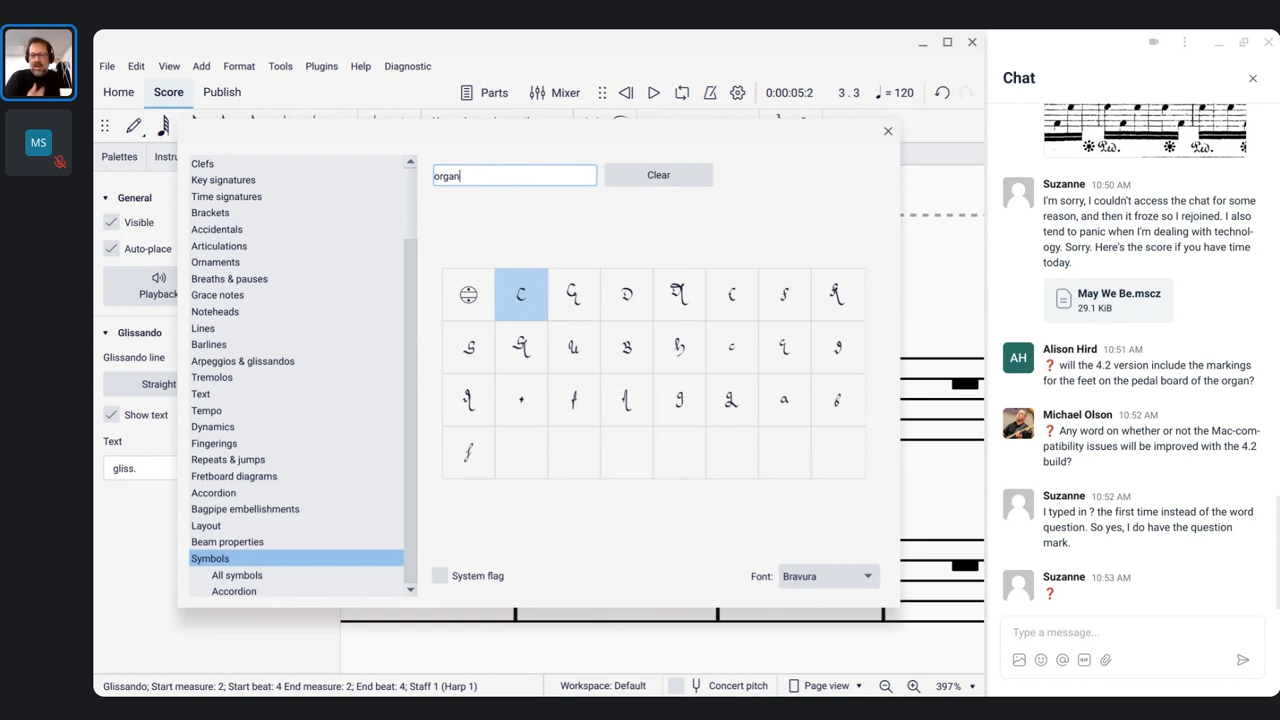 MS
File Edit View Add Format Tools Plugins Help Diagnostic
Home Score Publish
Parts Mixer 0:00:05:2 3 . 3 = 120
Palettes Instru
General
Visible
Auto-place
Playback
Glissando
Glissando line
Straight
Show text
Text
gliss.
Clefs
Key signatures
Time signatures
Brackets
Accidentals
Articulations
Ornaments
Breaths & pauses
Grace notes
Noteheads
Lines
Barlines
Arpeggios & glissandos
Tremolos
Text
Tempo
Dynamics
Fingerings
Repeats & jumps
Fretboard diagrams
Accordion
Bagpipe embellishments
Layout
Beam properties
Symbols
All symbols
Accordion
organ
Clear
System flag
Font: Bravura
Glissando; Start measure: 2; Start beat: 4 End measure: 2; End beat: 4; Staff 1 (Harp 1)
Workspace: Default
Concert pitch
Page view
397%
Chat
Suzanne 10:50 AM
I'm sorry, I couldn't access the chat for some
reason, and then it froze so I rejoined. I also
tend to panic when I'm dealing with technol-
ogy. Sorry. Here's the score if you have time
today.
May We Be.mscz
29.1 KiB
AH
Alison Hird 10:51 AM
❓ will the 4.2 version include the markings
for the feet on the pedal board of the organ?
Michael Olson 10:52 AM
❓ Any word on whether or not the Mac-com-
patibility issues will be improved with the 4.2
build?
Suzanne 10:52 AM
I typed in ? the first time instead of the word
question. So yes, I do have the question
mark.
Suzanne 10:53 AM
❓
Type a message...
GIF